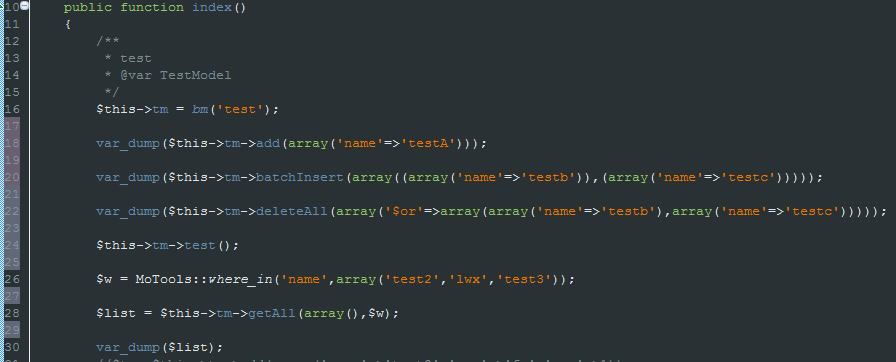 10 public function index()
11 {
12 /**
13 * test
14 * @var TestModel
15 */
16 $this->tm = bm('test');
17
18 var_dump($this->tm->add(array('name'=>'testA')));
19
20 var_dump($this->tm->batchInsert(array((array('name'=>'testb')),(array('name'=>'testc')))));
21
22 var_dump($this->tm->deleteAll(array('$or'=>array(array('name'=>'testb'),array('name'=>'testc')))));
23
24 $this->tm->test();
25
26 $w = MoTools::where_in('name',array('test2','lwx','test3'));
27
28 $list = $this->tm->getAll(array(),$w);
29
30 var_dump($list);